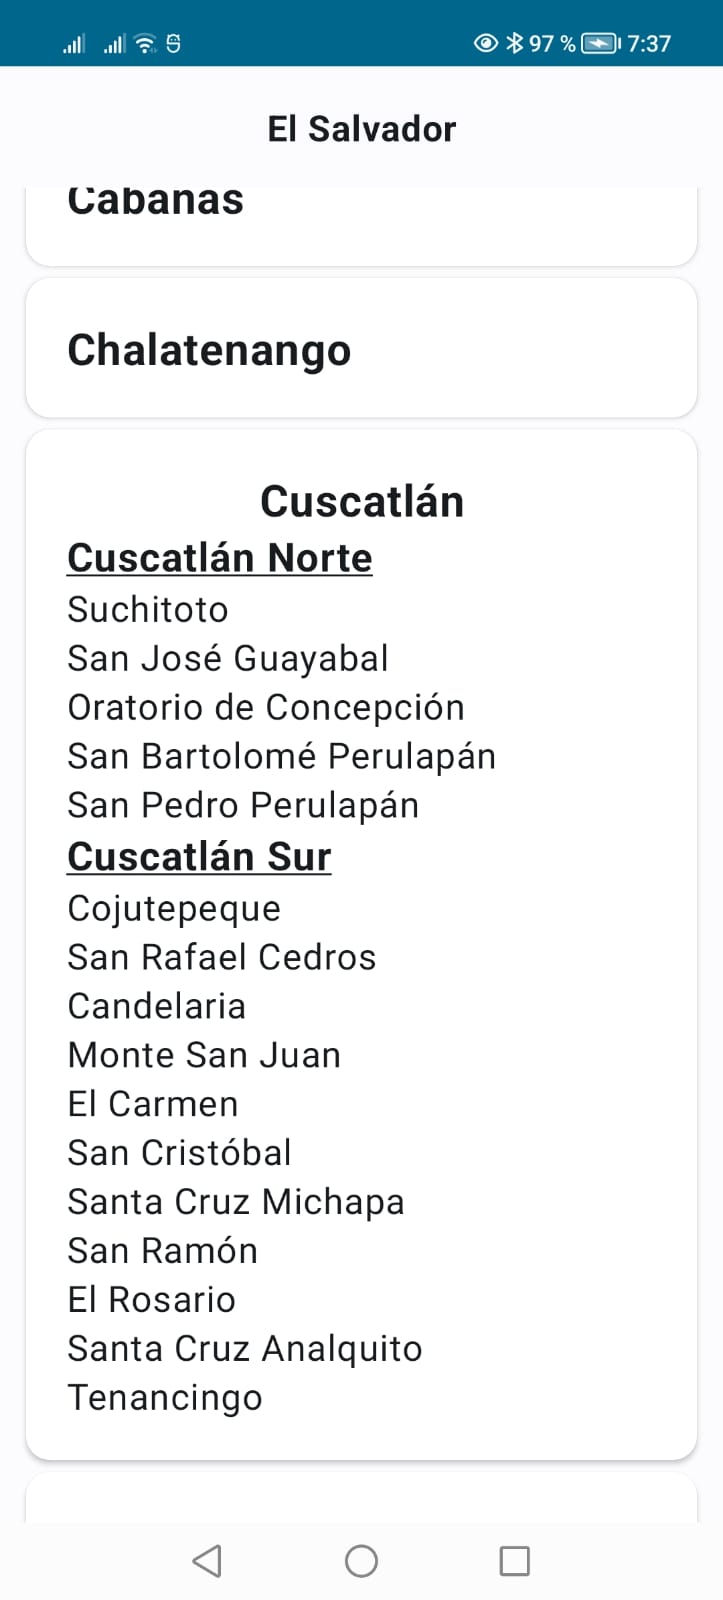 97 % 7:37
El Salvador
Cabañas
Chalatenango
Cuscatlán
Cuscatlán Norte
Suchitoto
San José Guayabal
Oratorio de Concepción
San Bartolomé Perulapán
San Pedro Perulapán
Cuscatlán Sur
Cojutepeque
San Rafael Cedros
Candelaria
Monte San Juan
El Carmen
San Cristóbal
Santa Cruz Michapa
San Ramón
El Rosario
Santa Cruz Analquito
Tenancingo